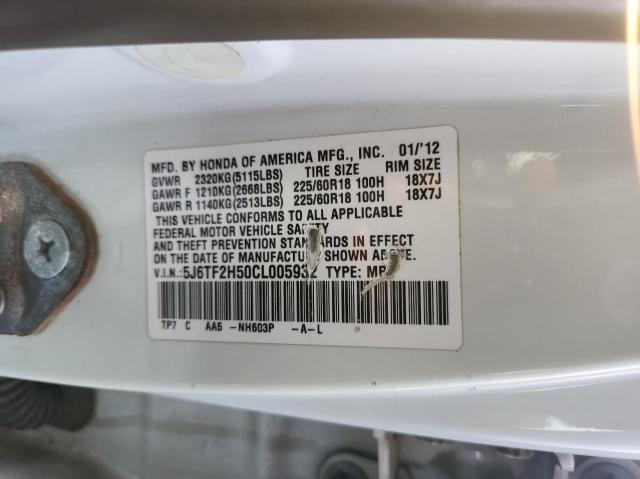 MFD. BY HONDA OF AMERICA MFG., INC. 01/'12
GVWR 2320KG(5115LBS) TIRE SIZE RIM SIZE
GAWR F 1210KG(2668LBS) 225/60R18 100H 18X7J
GAWR R 1140KG(2513LBS) 225/60R18 100H 18X7J
THIS VEHICLE CONFORMS TO ALL APPLICABLE
FEDERAL MOTOR VEHICLE SAFETY
AND THEFT PREVENTION STANDARDS IN EFFECT
ON THE DATE OF MANUFACTURE SHOWN ABOVE.
V.I.N.: 5J6TF2H50CL005932 TYPE: MP
TP7 C AA5 -NH603P -A-L